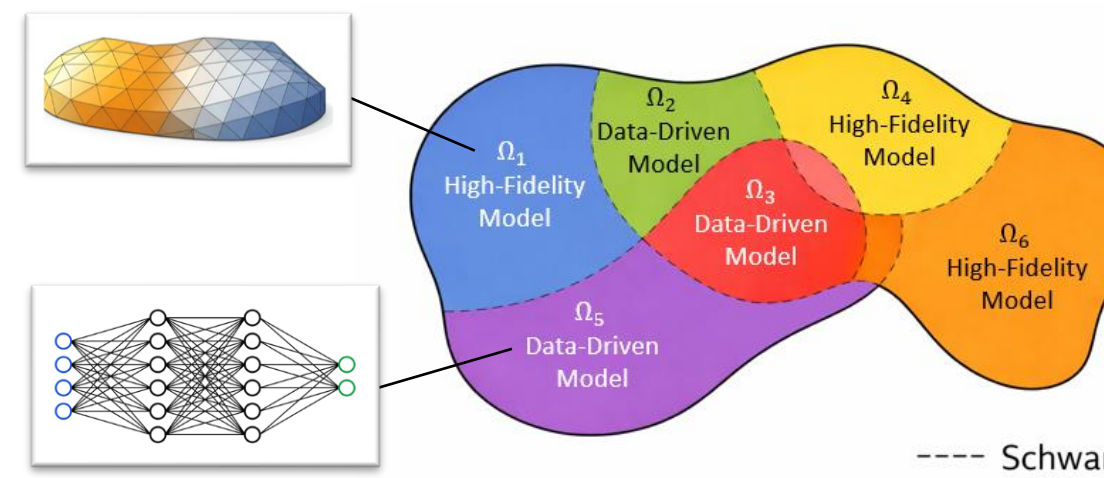 Ω₁
High-Fidelity
Model
Ω₂
Data-Driven
Model
Ω₃
Data-Driven
Model
Ω₄
High-Fidelity
Model
Ω₅
Data-Driven
Model
Ω₆
High-Fidelity
Model